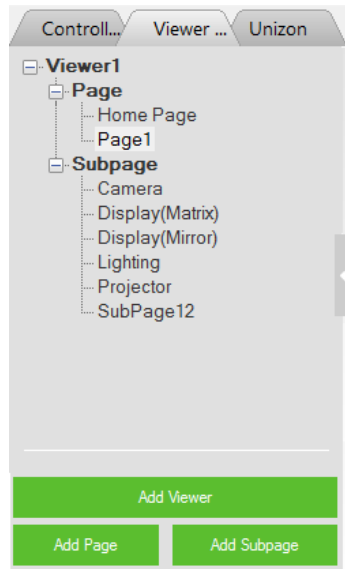 Controll... Viewer ... Unizon
Viewer1
Page
Home Page
Page1
Subpage
Camera
Display(Matrix)
Display(Mirror)
Lighting
Projector
SubPage12
Add Viewer
Add Page Add Subpage